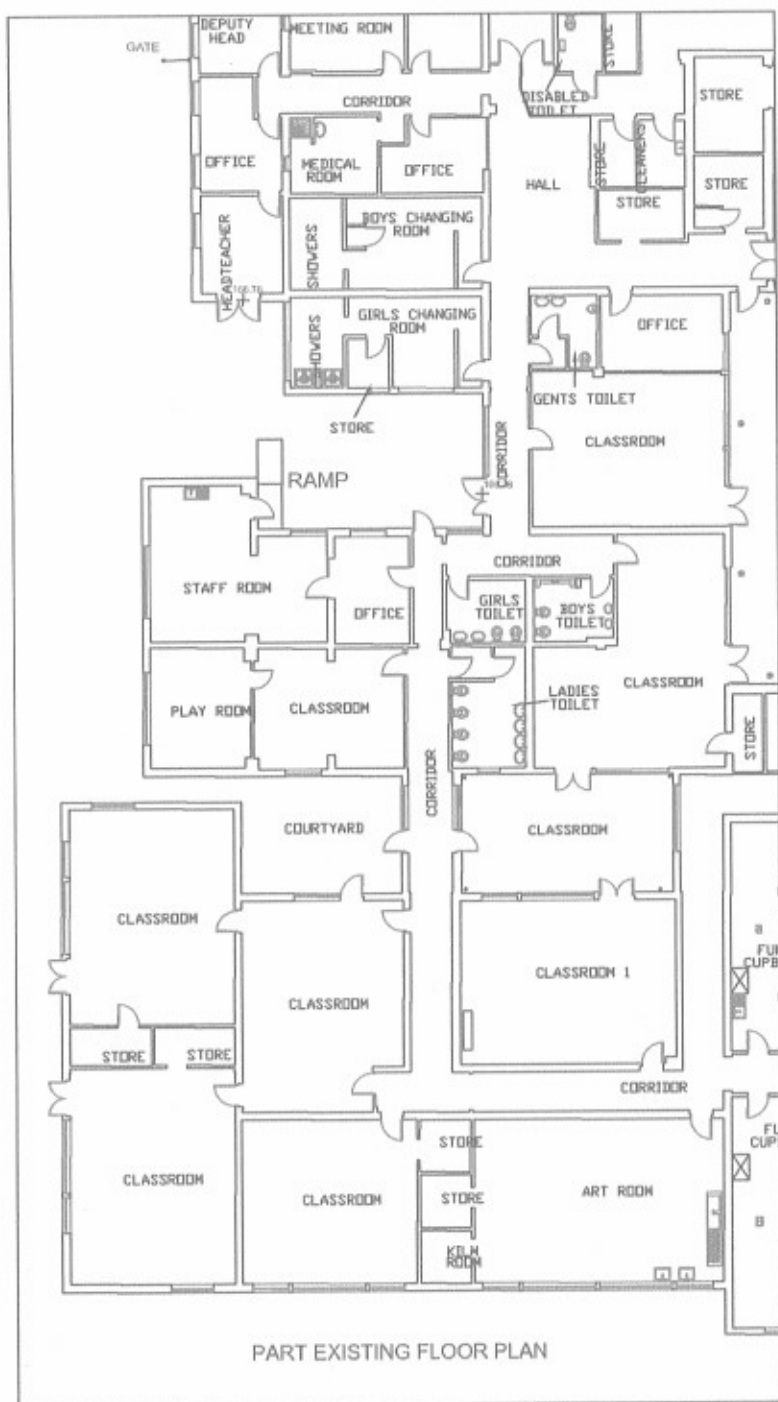 DEPUTY
HEAD
MEETING ROOM
GATE
STORE
CORRIDOR
DISABLED
TOILET
STORE
OFFICE
MEDICAL
ROOM
OFFICE
STORE
CLEANERS
HALL
STORE
STORE
HEADTEACHER
SHOWERS
BOYS CHANGING
ROOM
SHOWERS
GIRLS CHANGING
ROOM
OFFICE
GENTS TOILET
STORE
CORRIDOR
CLASSROOM
RAMP
CORRIDOR
STAFF ROOM
OFFICE
GIRLS
TOILET
BOYS
TOILET
PLAY ROOM
CLASSROOM
LADIES
TOILET
CLASSROOM
STORE
CORRIDOR
COURTYARD
CLASSROOM
CLASSROOM
CLASSROOM
CLASSROOM 1
STORE
STORE
CORRIDOR
CLASSROOM
CLASSROOM
STORE
STORE
KILN
ROOM
ART ROOM
PART EXISTING FLOOR PLAN